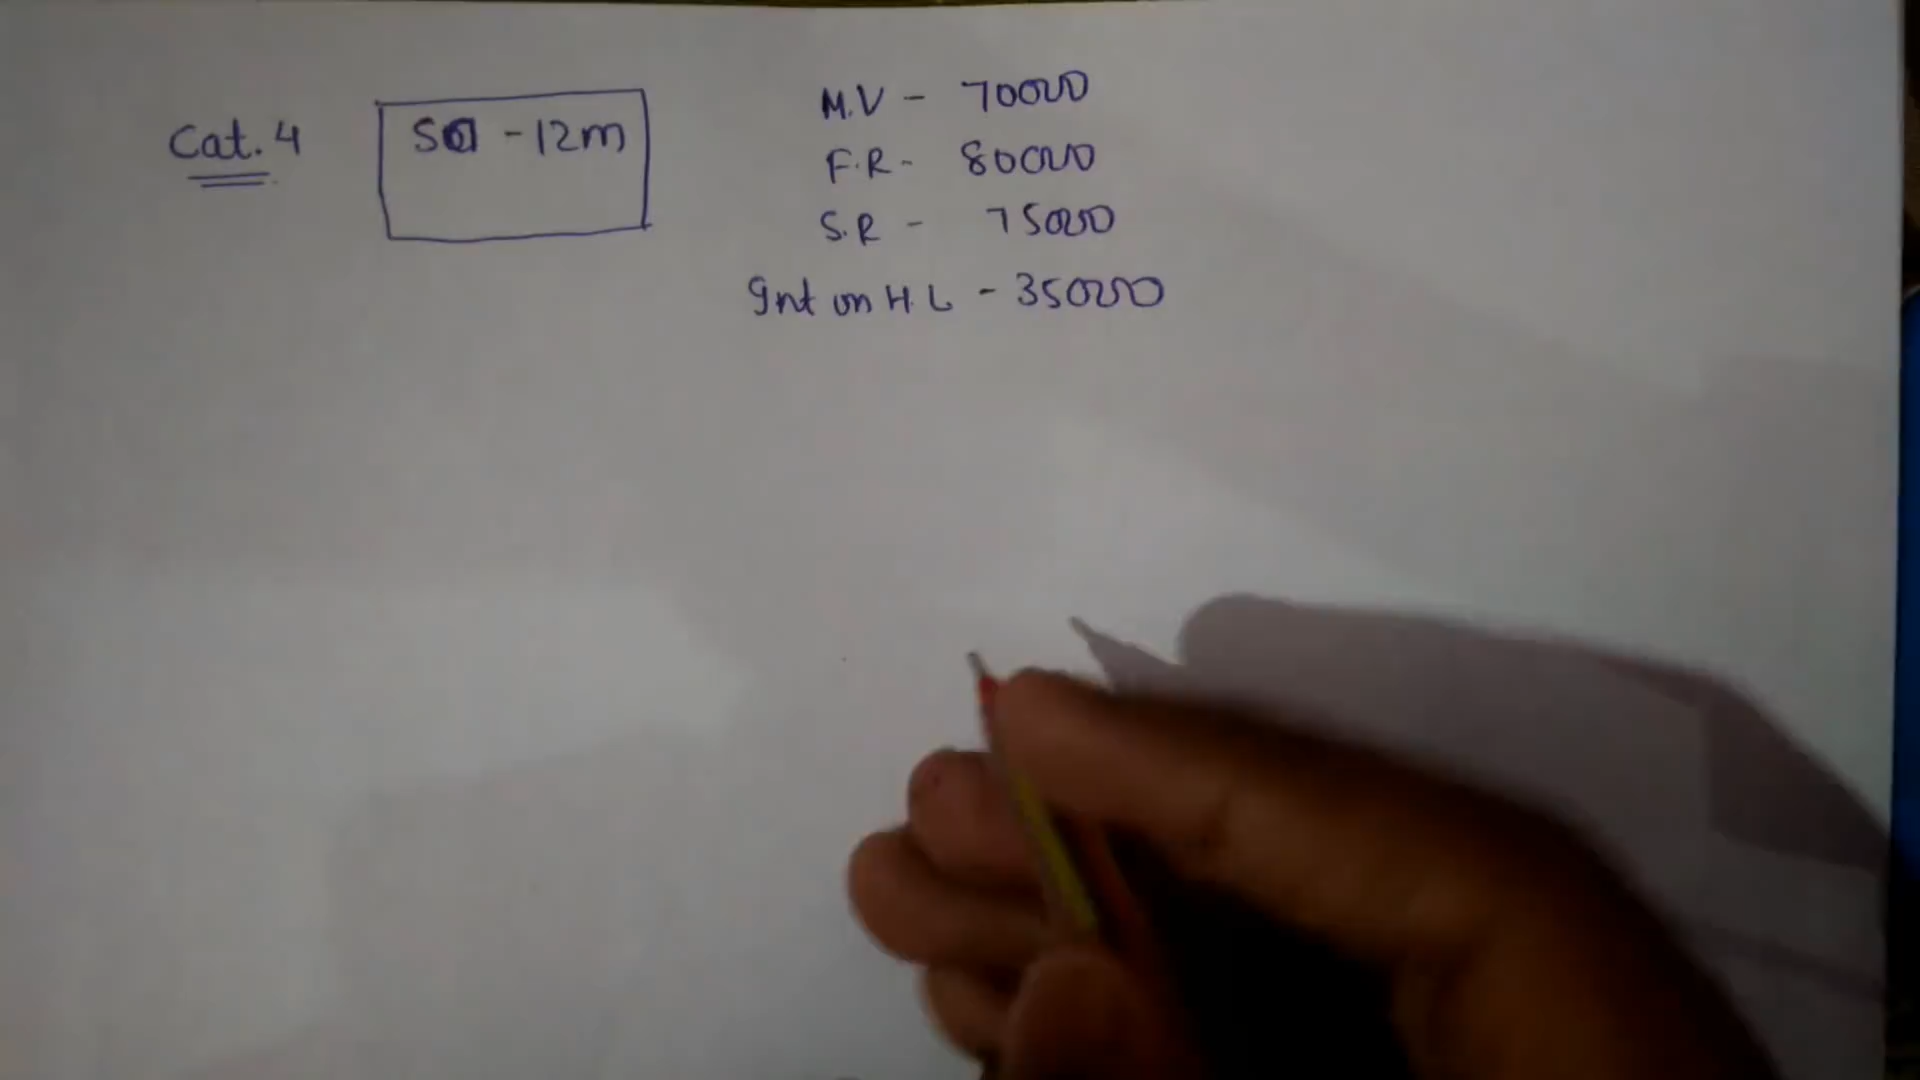 Cat. 4
SO - 12m
M.V - 70000
F.R - 80000
S.R - 75000
Int on H.L - 35000